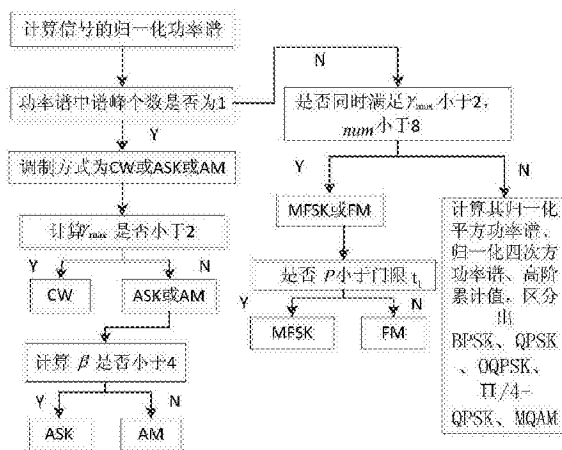 计算信号的归一化功率谱
N
功率谱中谱峰个数是否为1
Y
是否同时满足γmax小于2，
num小于8
调制方式为CW或ASK或AM
Y
N
计算γmax是否小于2
MFSK或FM
计算其归一化
平方功率谱、
归一化四次方
功率谱、高阶
累计值，区分
出
BPSK、QPSK
、OQPSK、
Π/4-
QPSK、MQAM
Y
N
CW
ASK或AM
是否 P小于门限t1
Y
N
MFSK
FM
计算 β 是否小于4
Y
N
ASK
AM